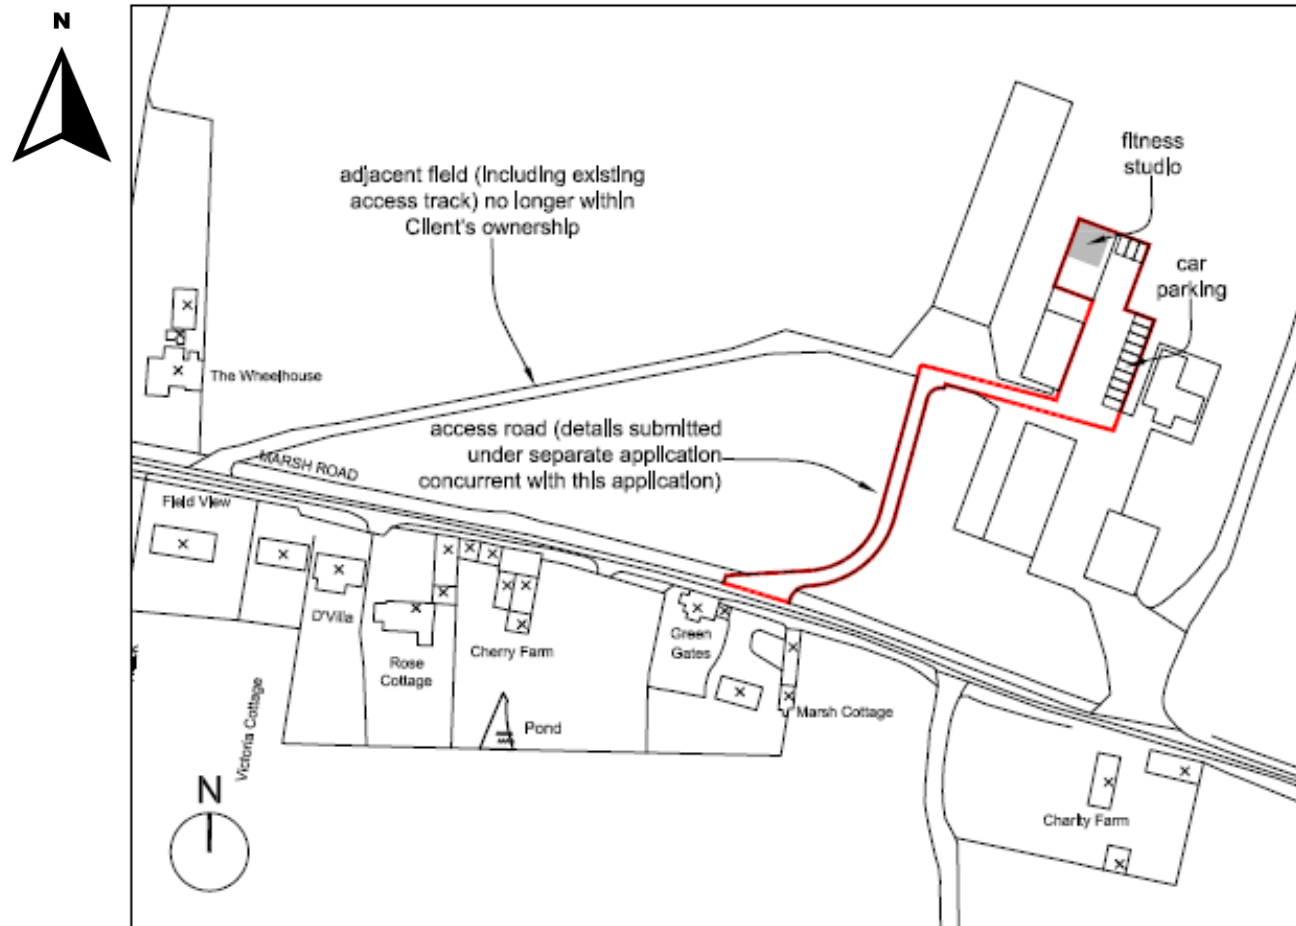 N
fitness
studio
adjacent field (including existing
access track) no longer within
Client's ownership
car
parking
The Wheelhouse
access road (details submitted
under separate application
concurrent with this application)
MARSH ROAD
Field View
D'Villa
Rose
Cottage
Cherry Farm
Green
Gates
Marsh Cottage
Pond
Victoria Cottage
N
Charity Farm